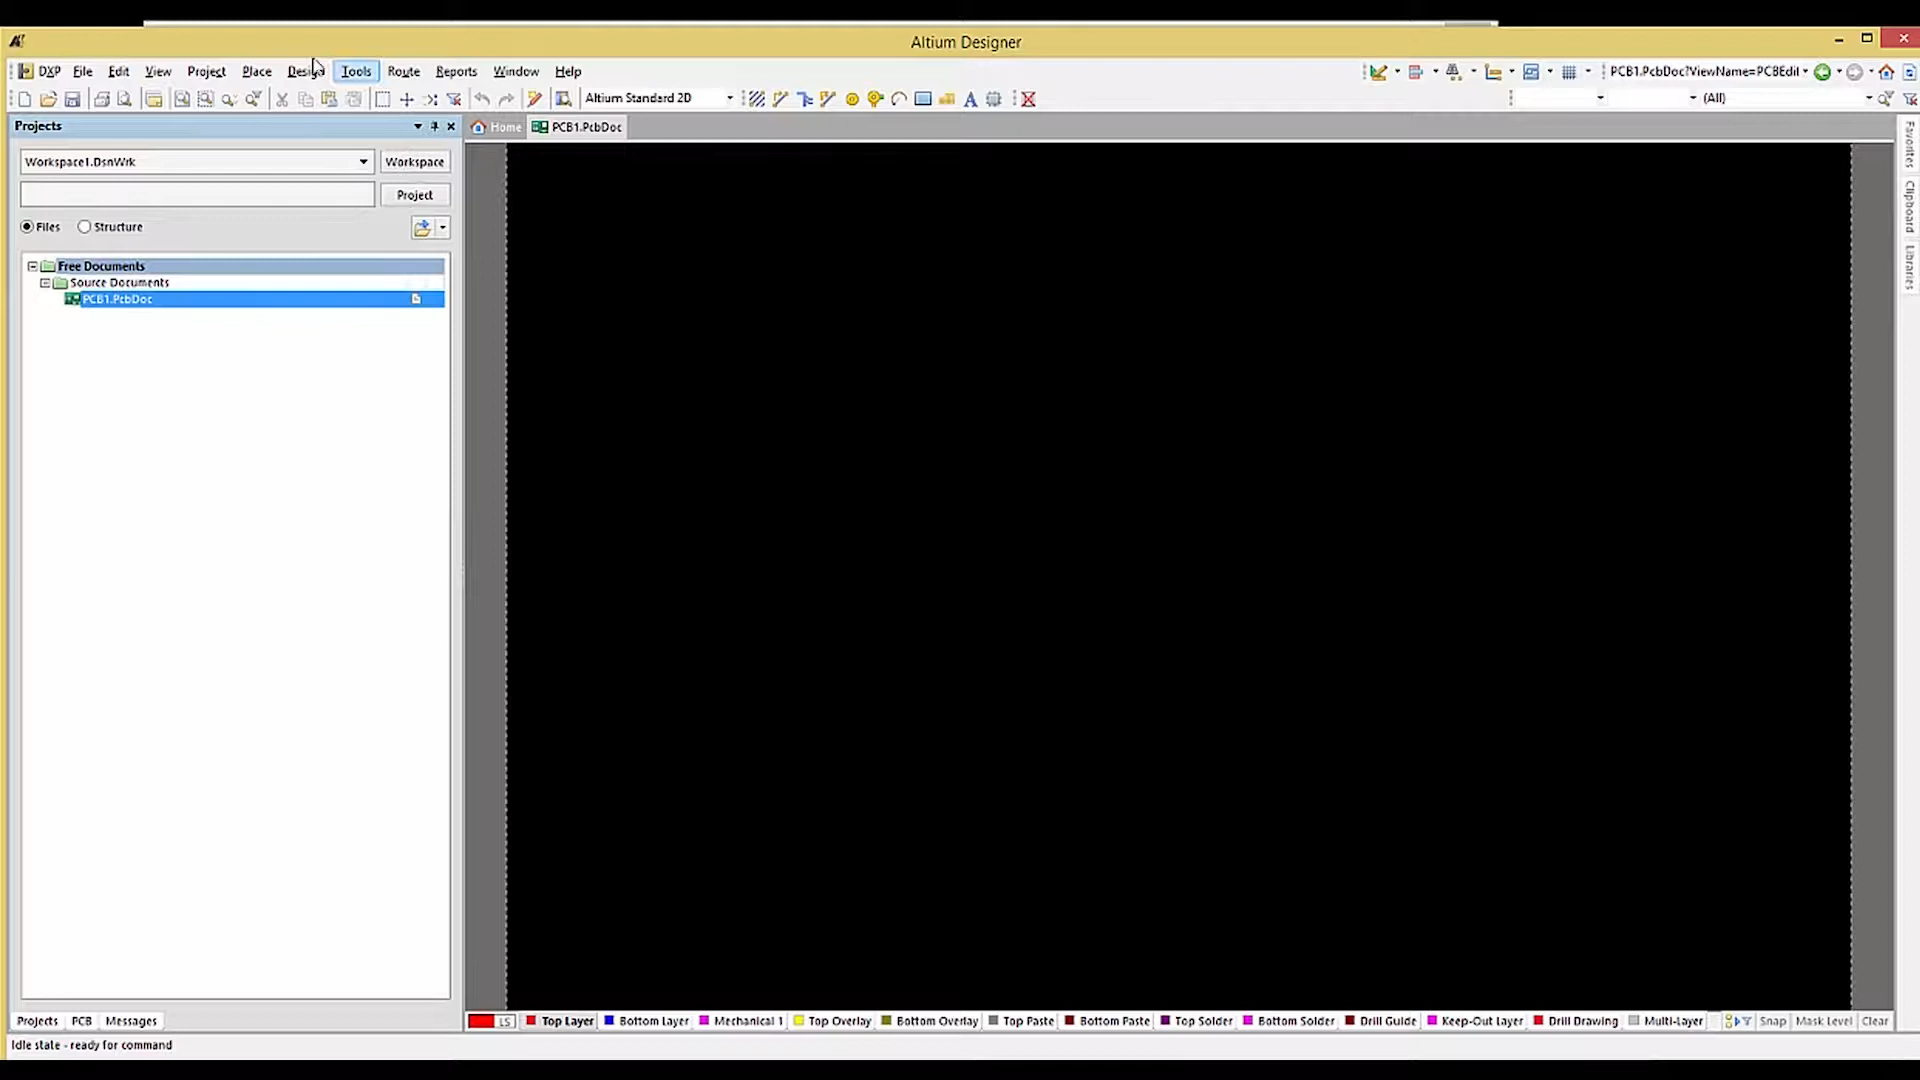 Altium Designer
DXP File Edit View Project Place Design Tools Route Reports Window Help
PCB1.PcbDoc?ViewName=PCBEdit
Altium Standard 2D
A
(All)
Projects
Home PCB1.PcbDoc
Workspace1.DsnWrk
Workspace
Project
Files Structure
Free Documents
Source Documents
PCB1.PcbDoc
Favorites
Clipboard
Libraries
Projects PCB Messages
LS Top Layer Bottom Layer Mechanical 1 Top Overlay Bottom Overlay Top Paste Bottom Paste Top Solder Bottom Solder Drill Guide Keep-Out Layer Drill Drawing Multi-Layer Snap Mask Level Clear
Idle state - ready for command